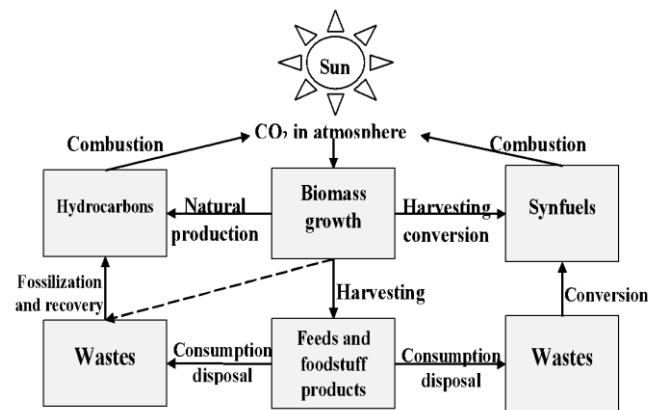 Sun
CO₂ in atmosphere
Combustion
Combustion
Hydrocarbons
Natural
production
Biomass
growth
Harvesting
conversion
Synfuels
Fossilization
and recovery
Harvesting
Conversion
Wastes
Consumption
disposal
Feeds and
foodstuff
products
Consumption
disposal
Wastes